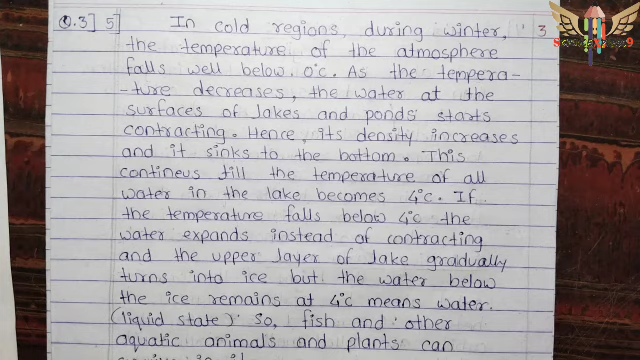 Q.3] 5] In cold regions, during winter, 3
the temperature of the atmosphere
falls well below 0°c. As the tempera-
-ture decreases, the water at the
surfaces of lakes and ponds starts
contracting. Hence, its density increases
and it sinks to the bottom. This
contineus till the temperature of all
water in the lake becomes 4°c. If
the temperature falls below 4°c the
water expands instead of contracting
and the upper layer of lake gradually
turns into ice but the water below
the ice remains at 4°c means water.
(liquid state). So, fish and other
aquatic animals and plants can